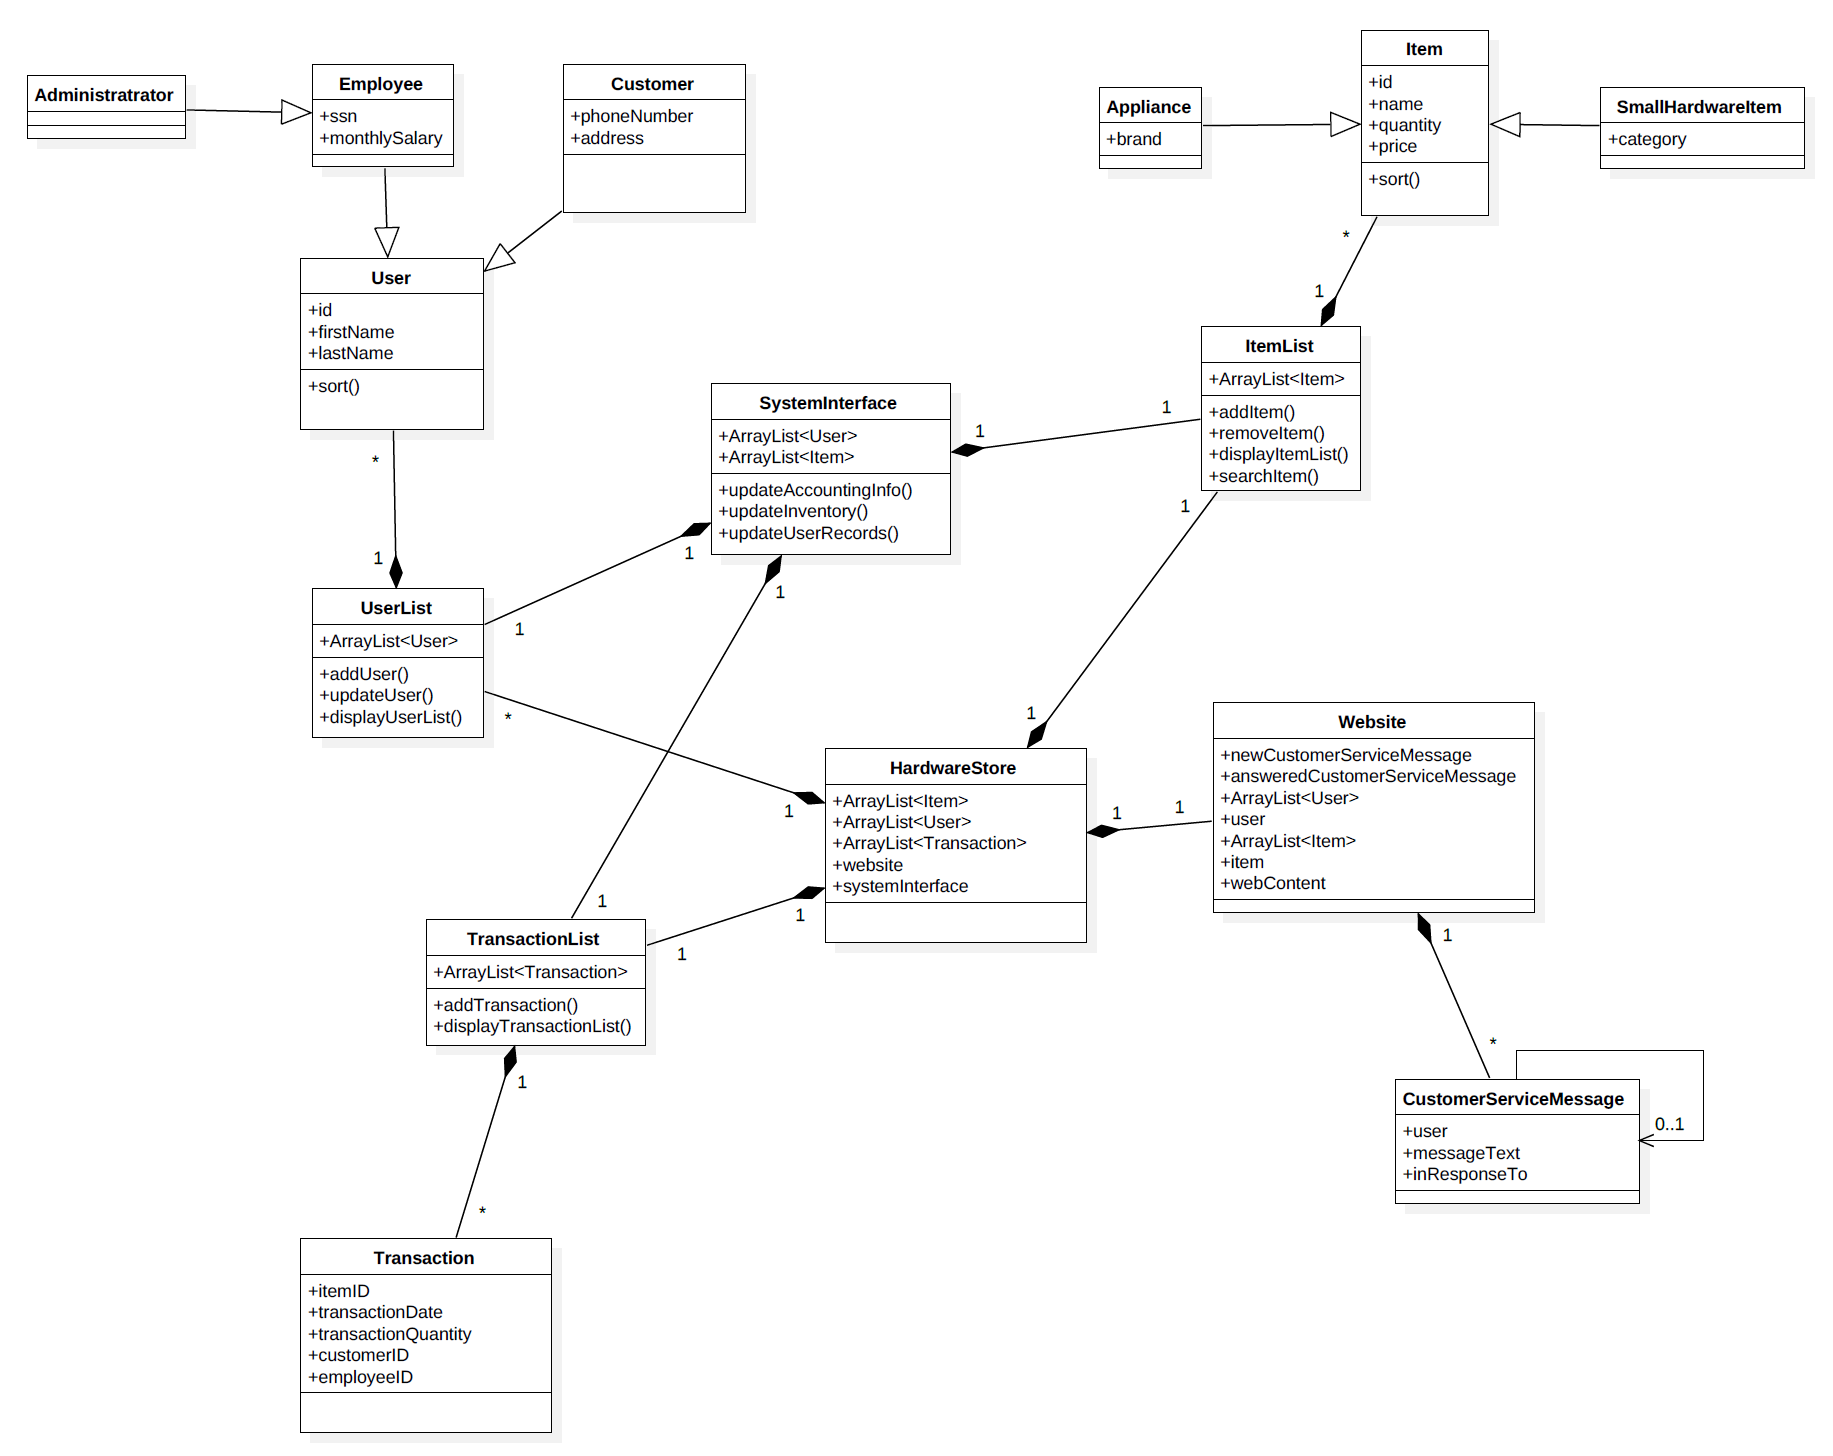 Administratrator
Employee
+ssn
+monthlySalary
Customer
+phoneNumber
+address
Appliance
+brand
Item
+id
+name
+quantity
+price
+sort()
SmallHardwareItem
+category
*
1
User
+id
+firstName
+lastName
+sort()
*
1
SystemInterface
+ArrayList<User>
+ArrayList<Item>
+updateAccountingInfo()
+updateInventory()
+updateUserRecords()
1
1
1
1
1
ItemList
+ArrayList<Item>
+addItem()
+removeItem()
+displayItemList()
+searchItem()
1
1
UserList
+ArrayList<User>
+addUser()
+updateUser()
+displayUserList()
*
1
HardwareStore
+ArrayList<Item>
+ArrayList<User>
+ArrayList<Transaction>
+website
+systemInterface
1
1
Website
+newCustomerServiceMessage
+answeredCustomerServiceMessage
+ArrayList<User>
+user
+ArrayList<Item>
+item
+webContent
1
*
1
1
1
TransactionList
+ArrayList<Transaction>
+addTransaction()
+displayTransactionList()
1
*
CustomerServiceMessage
+user
+messageText
+inResponseTo
0..1
Transaction
+itemID
+transactionDate
+transactionQuantity
+customerID
+employeeID